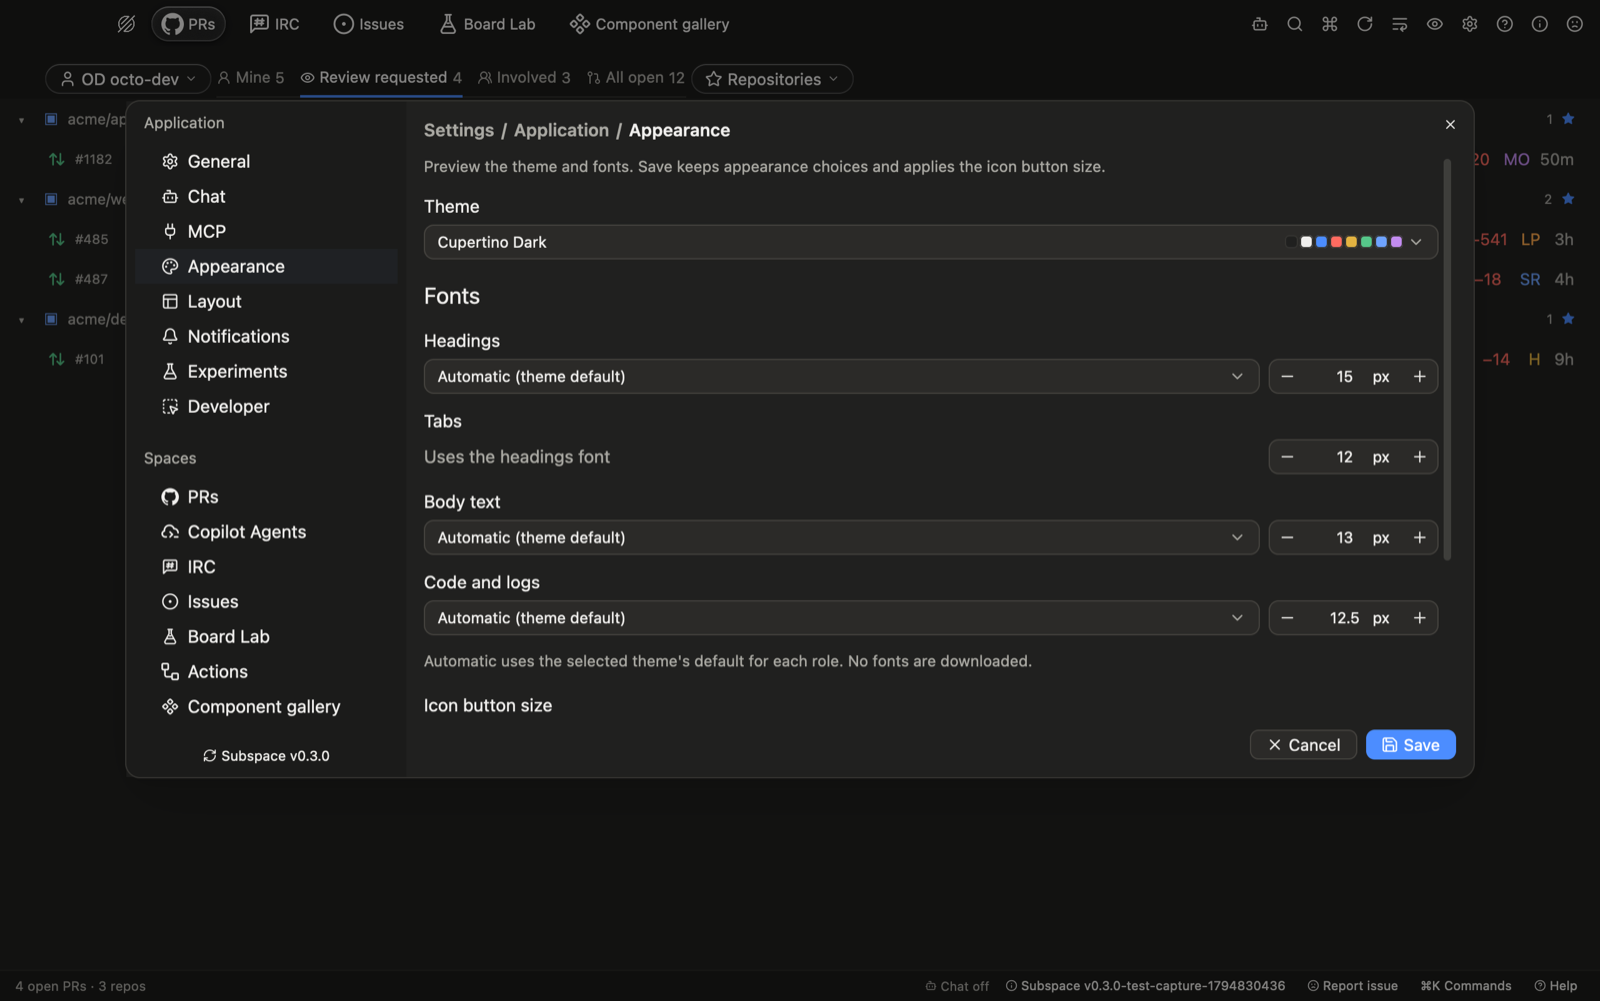 PRs
IRC
Issues
Board Lab
Component gallery
OD octo-dev
Mine 5
Review requested 4
Involved 3
All open 12
Repositories
acme/ap
1
#1182
20 MO 50m
acme/we
2
#485
-541 LP 3h
#487
-18 SR 4h
acme/de
1
#101
-14 H 9h
Application
General
Chat
MCP
Appearance
Layout
Notifications
Experiments
Developer
Spaces
PRs
Copilot Agents
IRC
Issues
Board Lab
Actions
Component gallery
Subspace v0.3.0
Settings / Application / Appearance
Preview the theme and fonts. Save keeps appearance choices and applies the icon button size.
Theme
Cupertino Dark
Fonts
Headings
Automatic (theme default)
15 px
Tabs
Uses the headings font
12 px
Body text
Automatic (theme default)
13 px
Code and logs
Automatic (theme default)
12.5 px
Automatic uses the selected theme's default for each role. No fonts are downloaded.
Icon button size
Cancel
Save
4 open PRs · 3 repos
Chat off
Subspace v0.3.0-test-capture-1794830436
Report issue
⌘K Commands
Help